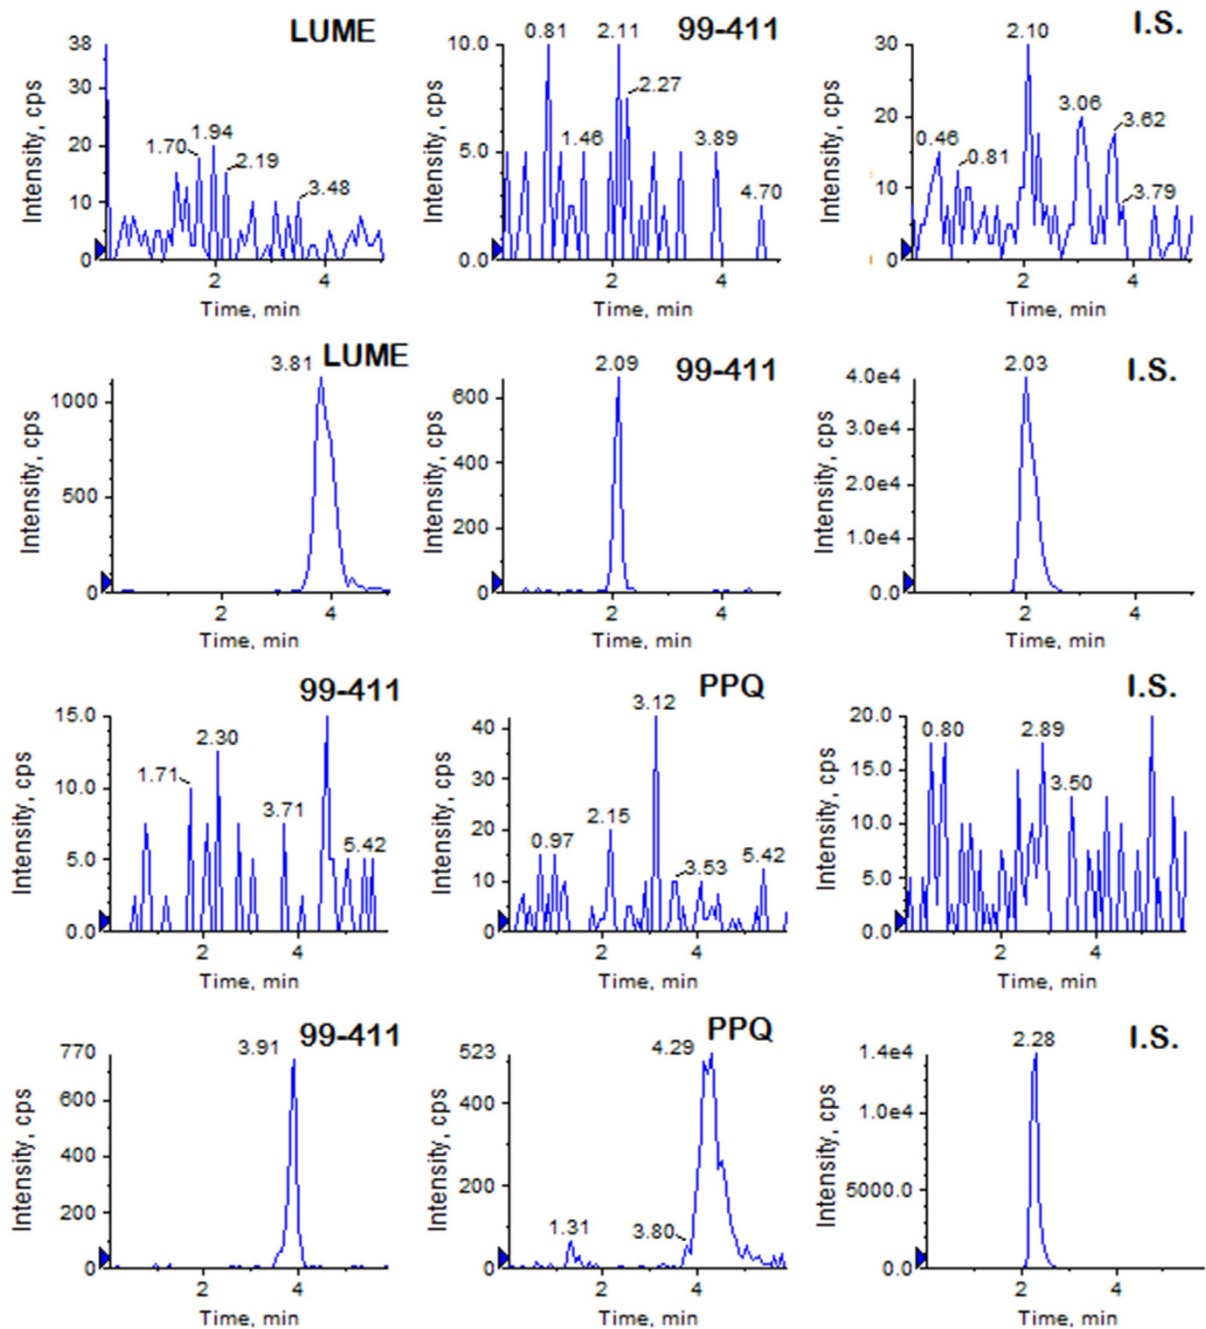 LUME
38
30
20
10
0
1.70
1.94
2.19
3.48
2
4
Intensity, cps
Time, min
99-411
10.0
5.0
0.0
0.81
2.11
2.27
1.46
3.89
4.70
2
4
Intensity, cps
Time, min
I.S.
30
20
10
0
0.46
0.81
2.10
3.06
3.62
3.79
2
4
Intensity, cps
Time, min
LUME
3.81
1000
500
0
2
4
Intensity, cps
Time, min
99-411
2.09
600
400
200
0
2
4
Intensity, cps
Time, min
I.S.
2.03
4.0e4
3.0e4
2.0e4
1.0e4
0.0
2
4
Intensity, cps
Time, min
99-411
15.0
10.0
5.0
0.0
1.71
2.30
3.71
5.42
2
4
Intensity, cps
Time, min
PPQ
3.12
40
30
20
10
0
0.97
2.15
3.53
5.42
2
4
Intensity, cps
Time, min
I.S.
20.0
15.0
10.0
5.0
0.0
0.80
2.89
3.50
2
4
Intensity, cps
Time, min
99-411
3.91
770
600
400
200
0
2
4
Intensity, cps
Time, min
PPQ
4.29
523
400
200
0
1.31
3.80
2
4
Intensity, cps
Time, min
I.S.
2.28
1.4e4
1.0e4
5000.0
0.0
2
4
Intensity, cps
Time, min